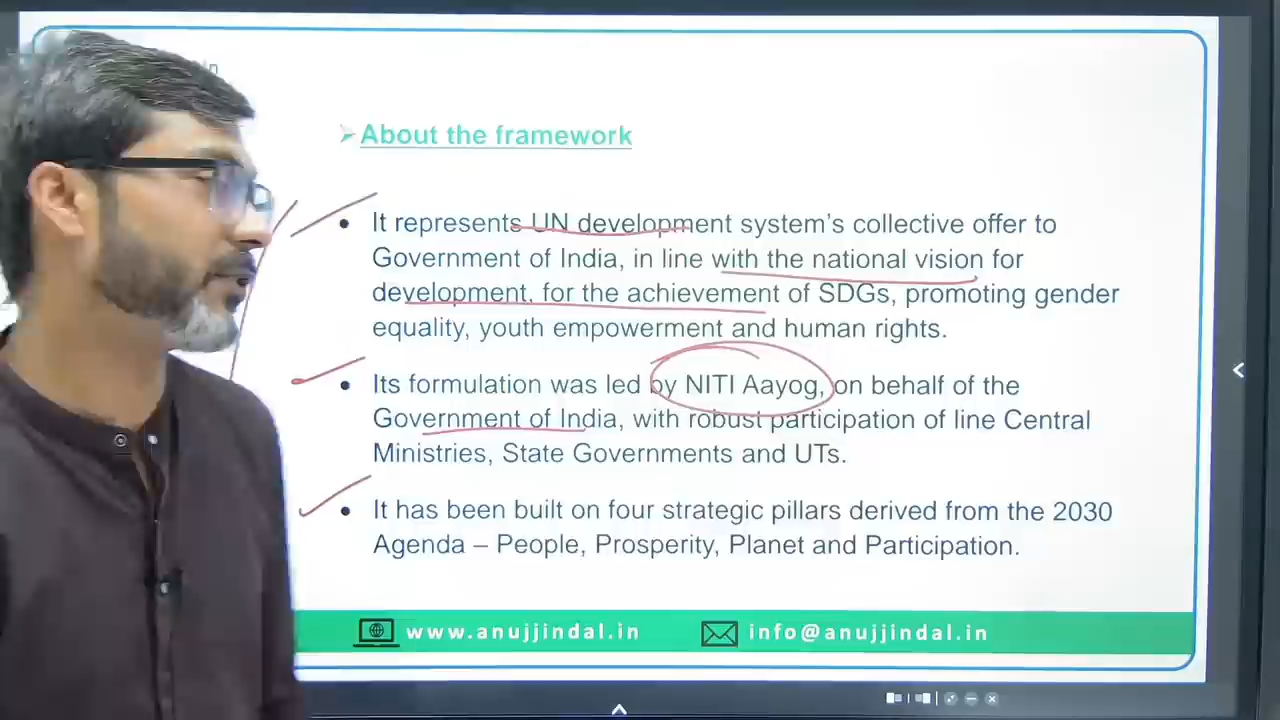 About the framework
It represents UN development system's collective offer to
Government of India, in line with the national vision for
development, for the achievement of SDGs, promoting gender
equality, youth empowerment and human rights.
Its formulation was led by NITI Aayog, on behalf of the
Government of India, with robust participation of line Central
Ministries, State Governments and UTs.
It has been built on four strategic pillars derived from the 2030
Agenda – People, Prosperity, Planet and Participation.
www.anujjindal.in
info@anujjindal.in